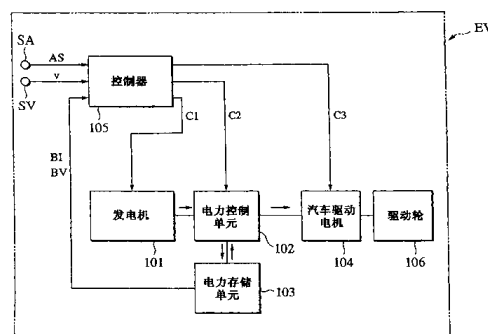 EV
SA
AS
控制器
SV
v
105
C1
C2
C3
BI
BV
发电机
电力控制
单元
汽车驱动
电机
驱动轮
101
102
104
106
电力存储
单元
103